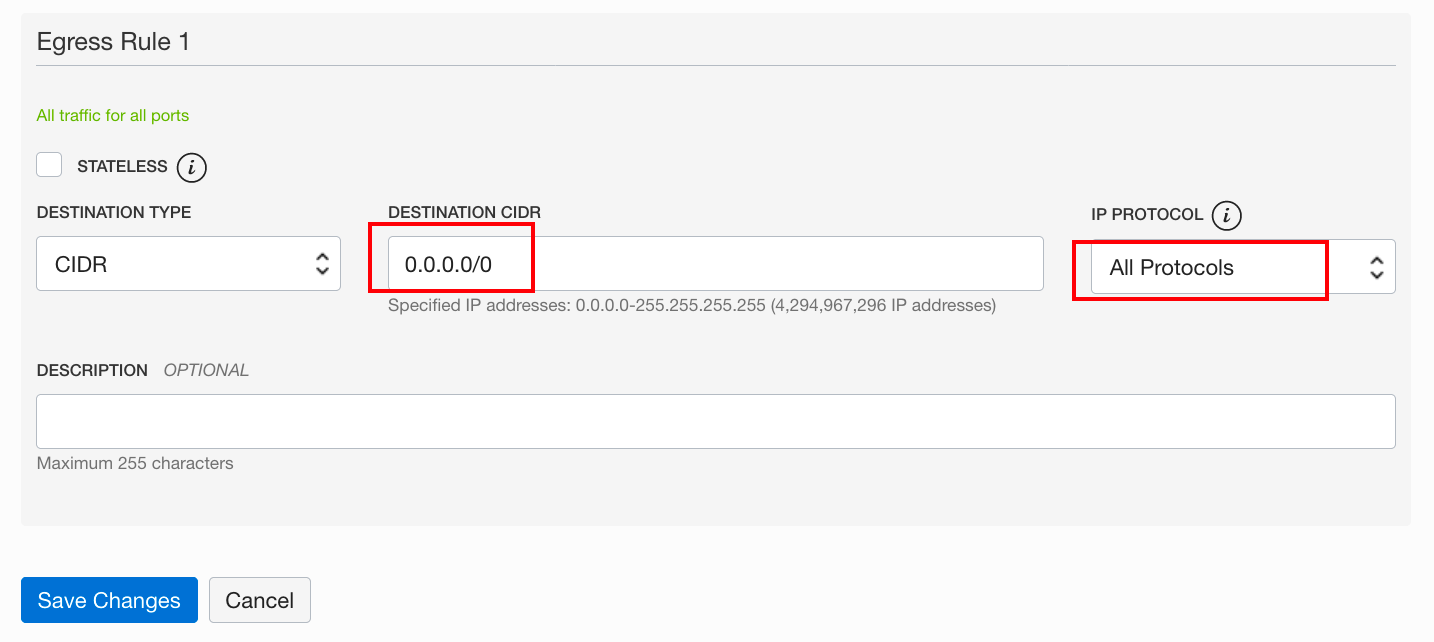 Egress Rule 1
All traffic for all ports
STATELESS i
DESTINATION TYPE DESTINATION CIDR IP PROTOCOL i
CIDR 0.0.0.0/0 All Protocols
Specified IP addresses: 0.0.0.0-255.255.255.255 (4,294,967,296 IP addresses)
DESCRIPTION OPTIONAL
Maximum 255 characters
Save Changes Cancel